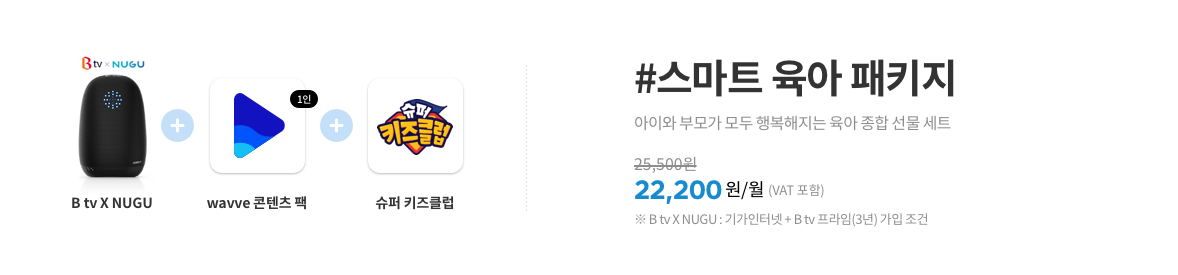 B tv × NUGU
1인
슈퍼
키즈클럽
B tv X NUGU
wavve 콘텐츠 팩
슈퍼 키즈클럽
#스마트 육아 패키지
아이와 부모가 모두 행복해지는 육아 종합 선물 세트
25,500원
22,200 원/월 (VAT 포함)
※ B tv X NUGU : 기가인터넷 + B tv 프라임(3년) 가입 조건